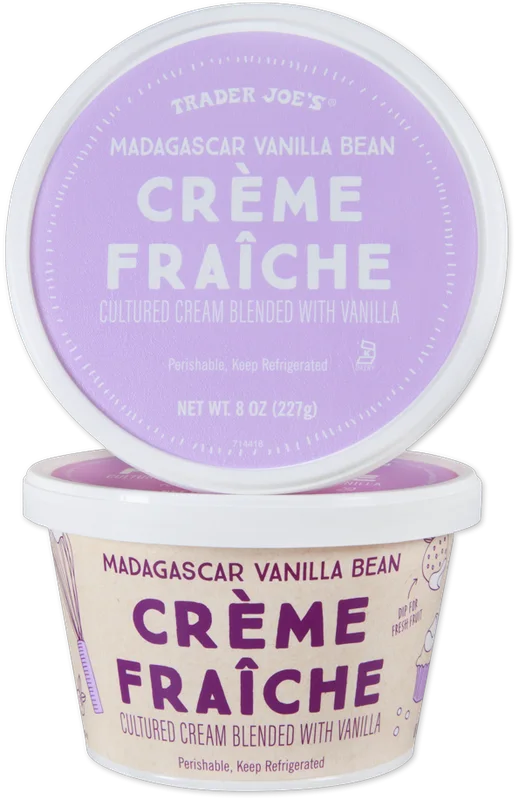 TRADER JOE'S®
MADAGASCAR VANILLA BEAN
CRÈME
FRAÎCHE
CULTURED CREAM BLENDED WITH VANILLA
Perishable, Keep Refrigerated
NET WT. 8 OZ (227g)
MADAGASCAR VANILLA BEAN
CRÈME
FRAÎCHE
CULTURED CREAM BLENDED WITH VANILLA
Perishable, Keep Refrigerated
DIP FOR
FRESH FRUIT